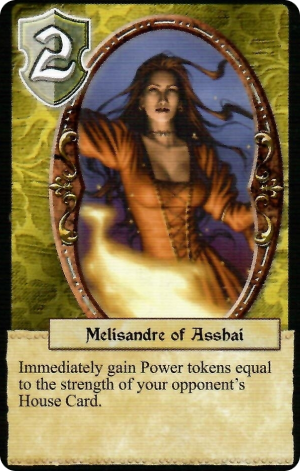 2
Melisandre of Asshai
Immediately gain Power tokens equal
to the strength of your opponent's
House Card.